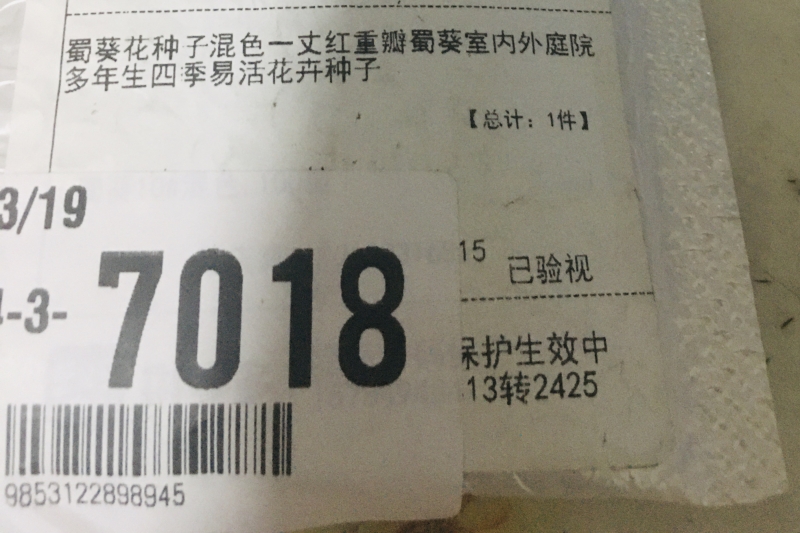 蜀葵花种子混色一丈红重瓣蜀葵室内外庭院
多年生四季易活花卉种子
【总计：1件】
3/19
15
已验视
-3-
7018
保护生效中
13转2425
9853122898945